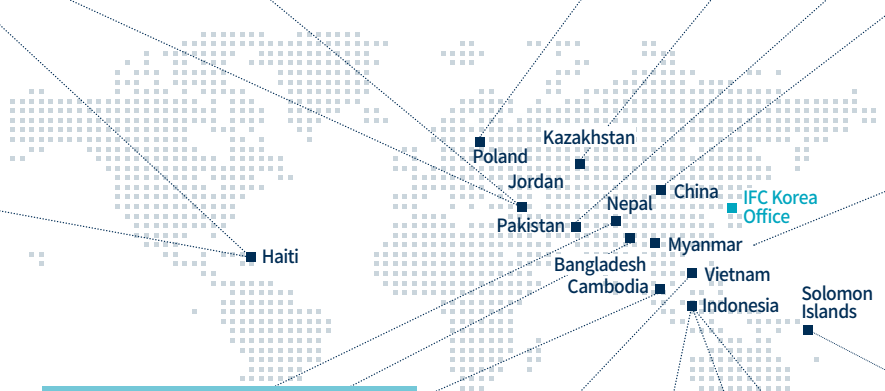 Kazakhstan
Poland
Jordan
China
IFC Korea
Office
Nepal
Pakistan
Myanmar
Haiti
Bangladesh
Vietnam
Cambodia
Solomon
Islands
Indonesia